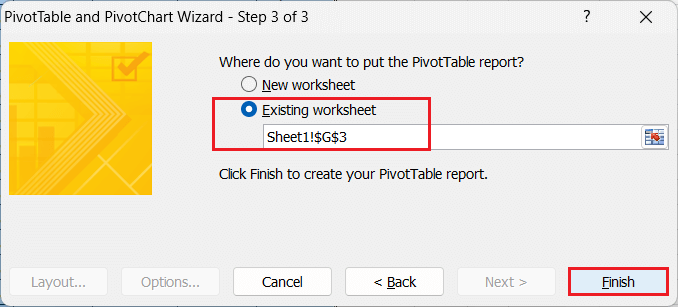 PivotTable and PivotChart Wizard - Step 3 of 3
?
Where do you want to put the PivotTable report?
New worksheet
Existing worksheet
Sheet1!$G$3
Click Finish to create your PivotTable report.
Layout... Options... Cancel < Back Next > Finish